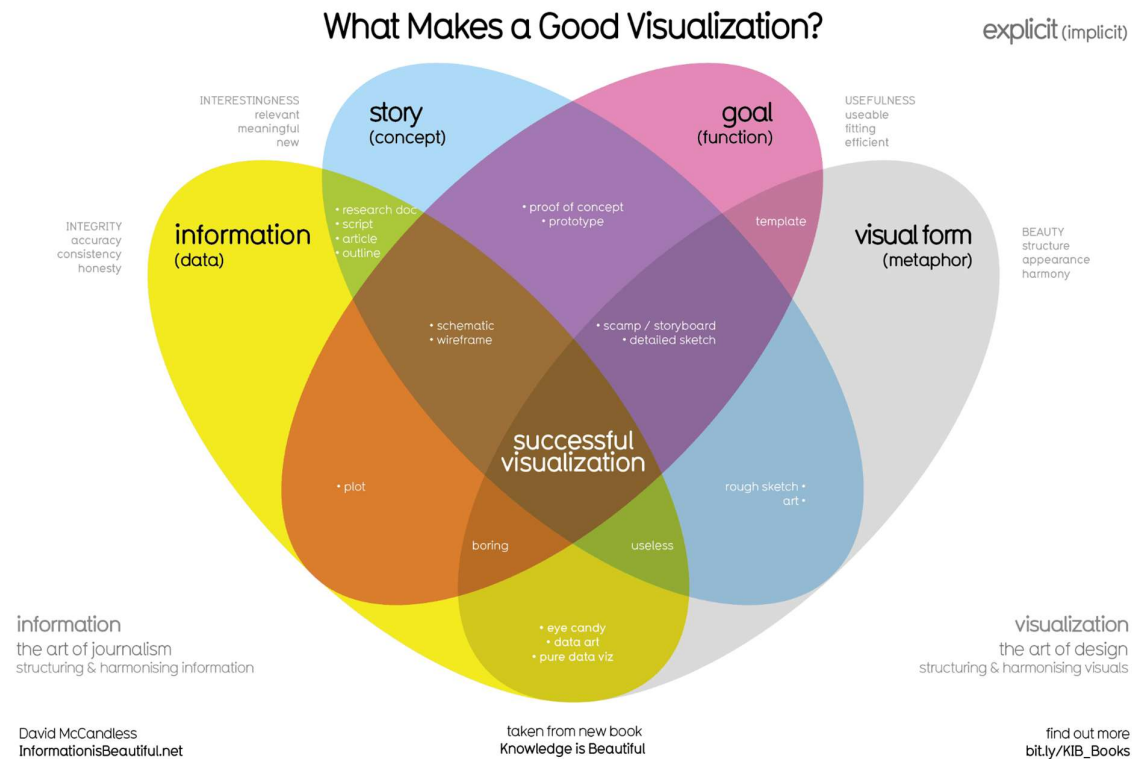 What Makes a Good Visualization?
explicit (implicit)
INTERESTINGNESS
relevant
meaningful
new
story
(concept)
goal
(function)
USEFULNESS
useable
fitting
efficient
INTEGRITY
accuracy
consistency
honesty
information
(data)
• research doc
• script
• article
• outline
• proof of concept
• prototype
template
visual form
(metaphor)
BEAUTY
structure
appearance
harmony
• schematic
• wireframe
• scamp / storyboard
• detailed sketch
successful
visualization
• plot
rough sketch •
art •
boring
useless
• eye candy
• data art
• pure data viz
information
the art of journalism
structuring & harmonising information
visualization
the art of design
structuring & harmonising visuals
David McCandless
InformationisBeautiful.net
taken from new book
Knowledge is Beautiful
find out more
bit.ly/KIB_Books